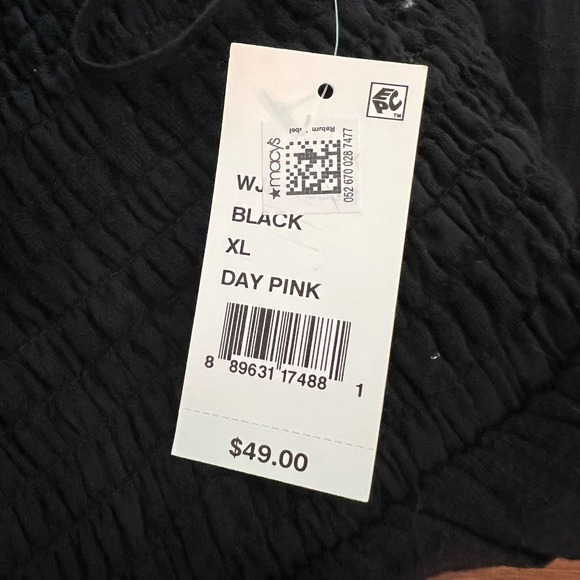 EPC
TM
Return Label
★macy's
052 670 028 7477
WJ
BLACK
XL
DAY PINK
8 89631 17488 1
$49.00